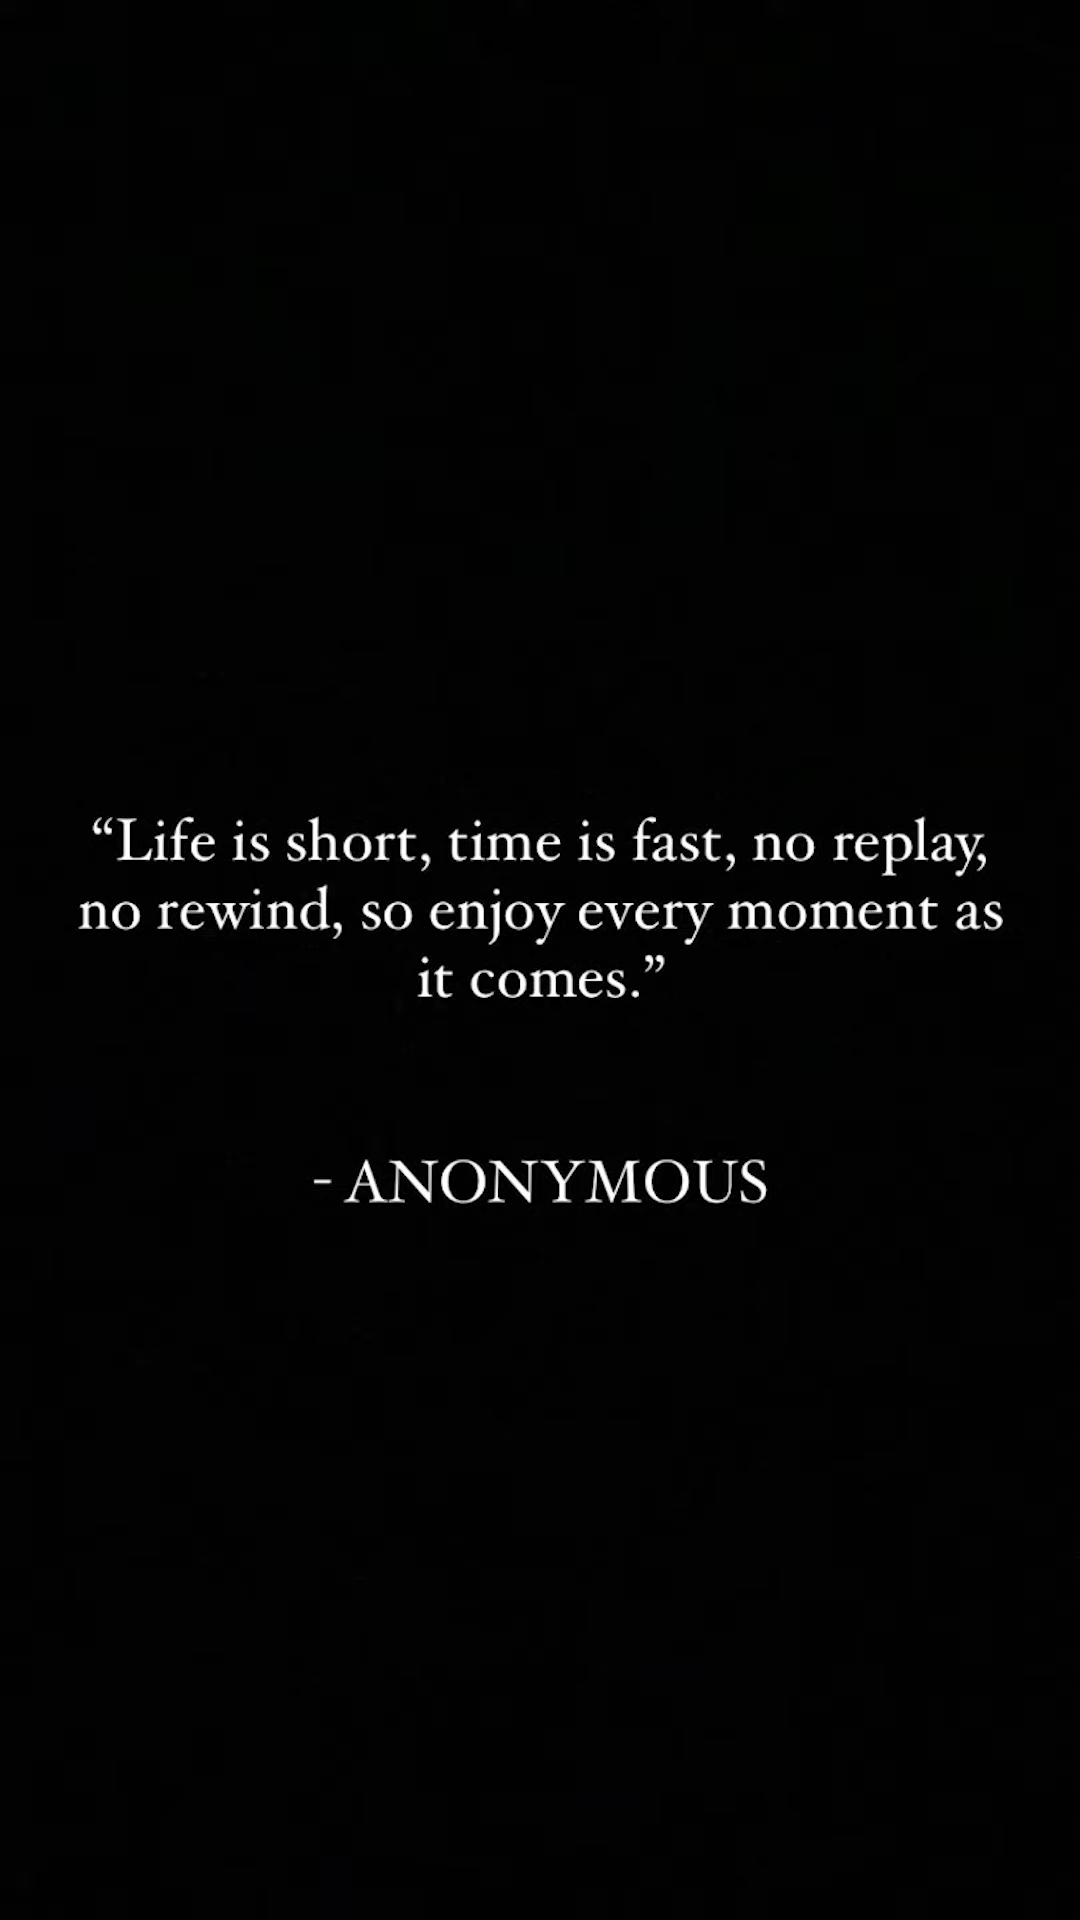 “Life is short, time is fast, no replay,
no rewind, so enjoy every moment as
it comes.”
- ANONYMOUS